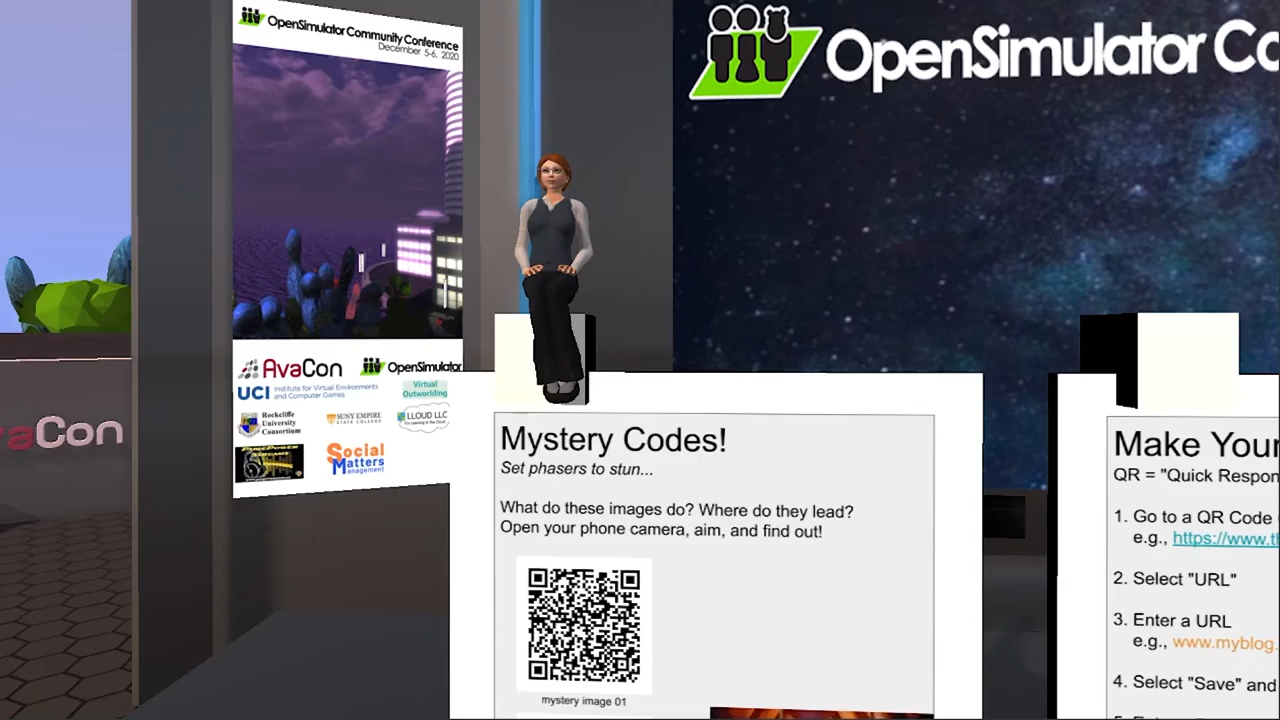 OpenSimulator Community Conference
December 5-6, 2020
OpenSimulator Co
AvaCon
OpenSimulator
UCI Institute for Virtual Environments
and Computer Games
Virtual
Outworlding
Rockcliffe
University
Consortium
SUNY EMPIRE
STATE COLLEGE
LLOUD LLC
Social
Matters
Management
vaCon
Mystery Codes!
Set phasers to stun...
What do these images do? Where do they lead?
Open your phone camera, aim, and find out!
mystery image 01
Make Your
QR = "Quick Respon
1. Go to a QR Code
e.g., https://www.t
2. Select "URL"
3. Enter a URL
e.g., www.myblog.
4. Select "Save" and